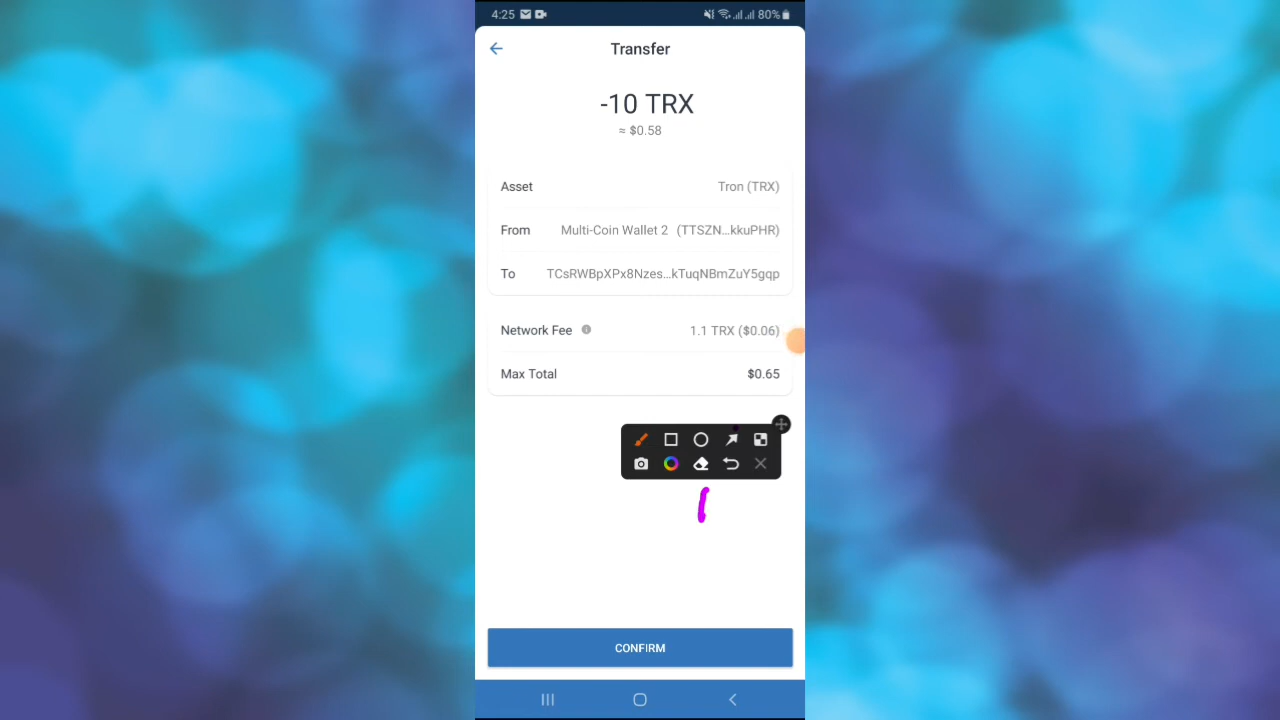 4:25 80%
Transfer
-10 TRX
≈ $0.58
Asset Tron (TRX)
From Multi-Coin Wallet 2 (TTSZN...kkuPHR)
To TCsRWBpXPx8Nzes...kTuqNBmZuY5gqp
Network Fee 1.1 TRX ($0.06)
Max Total $0.65
CONFIRM